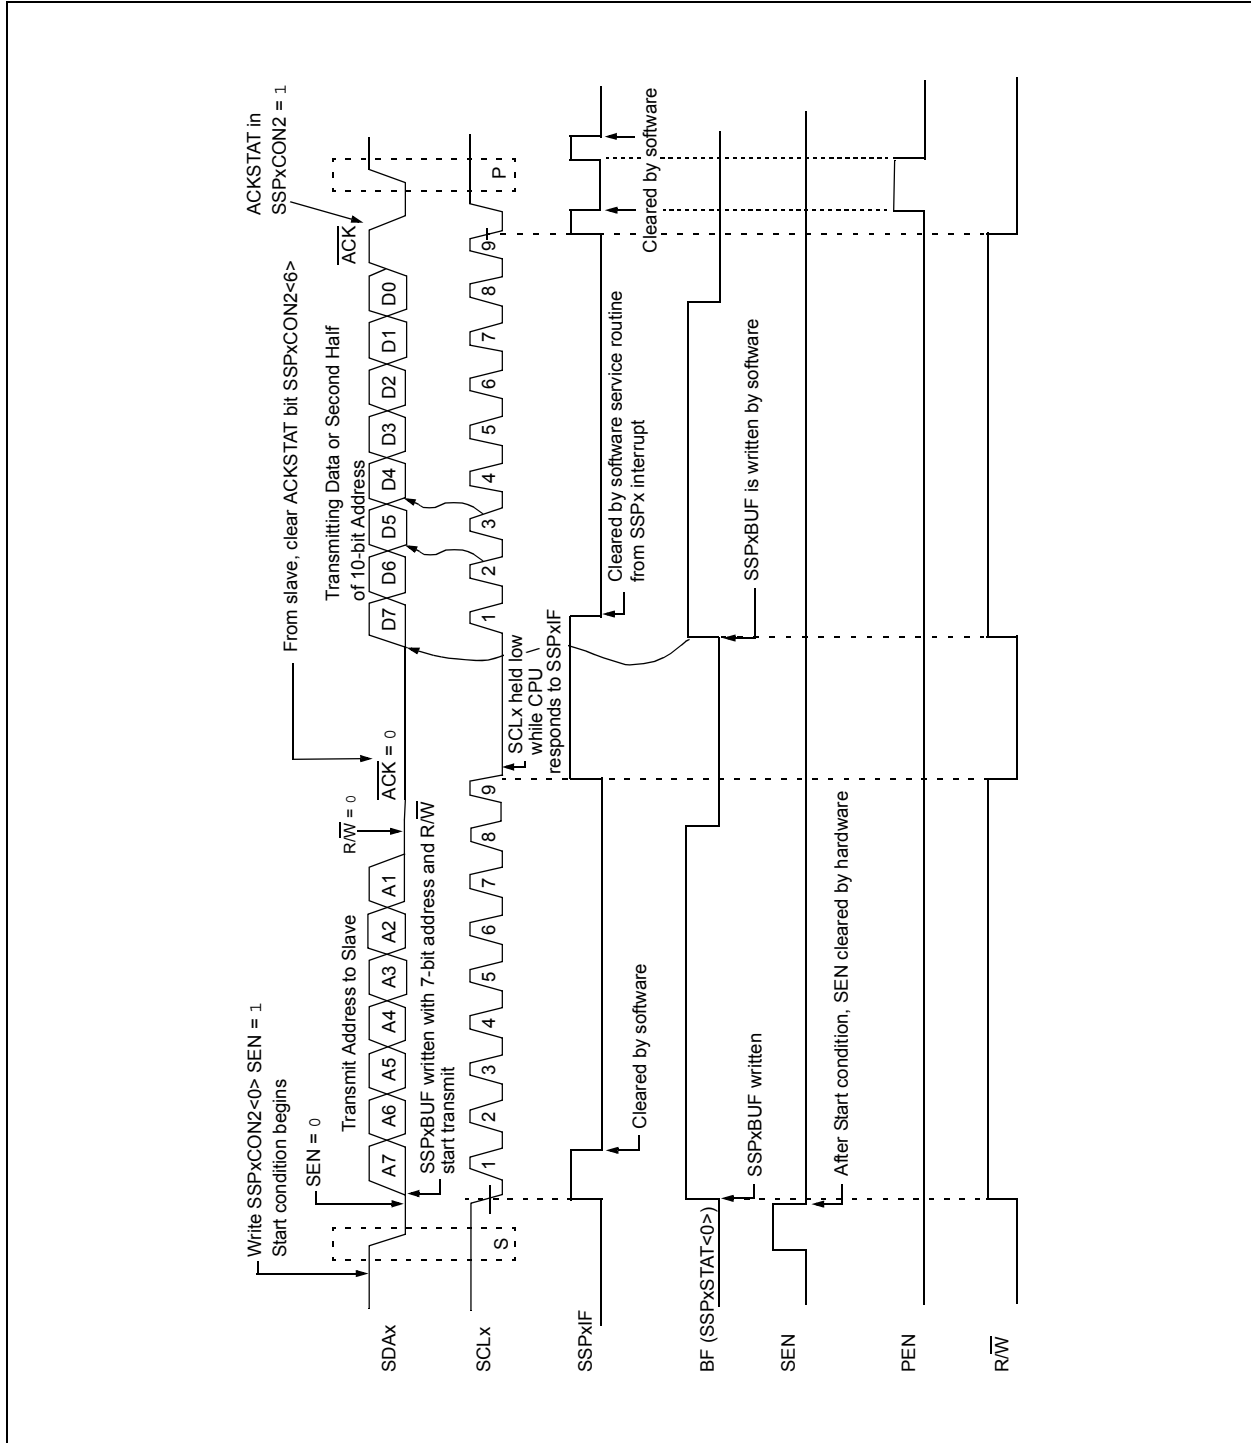 Write SSPxCON2<0> SEN = 1
Start condition begins
SEN = 0
From slave, clear ACKSTAT bit SSPxCON2<6>
ACKSTAT in
SSPxCON2 = 1
Transmit Address to Slave
R/W = 0
ACK = 0
Transmitting Data or Second Half
of 10-bit Address
ACK
SDAx
A7 A6 A5 A4 A3 A2 A1
D7 D6 D5 D4 D3 D2 D1 D0
SSPxBUF written with 7-bit address and R/W
start transmit
SCLx
S
1 2 3 4 5 6 7 8 9
1 2 3 4 5 6 7 8 9
P
SCLx held low
while CPU
responds to SSPxIF
SSPxIF
Cleared by software
Cleared by software service routine
from SSPx interrupt
Cleared by software
BF (SSPxSTAT<0>)
SSPxBUF written
SSPxBUF is written by software
SEN
After Start condition, SEN cleared by hardware
PEN
R/W